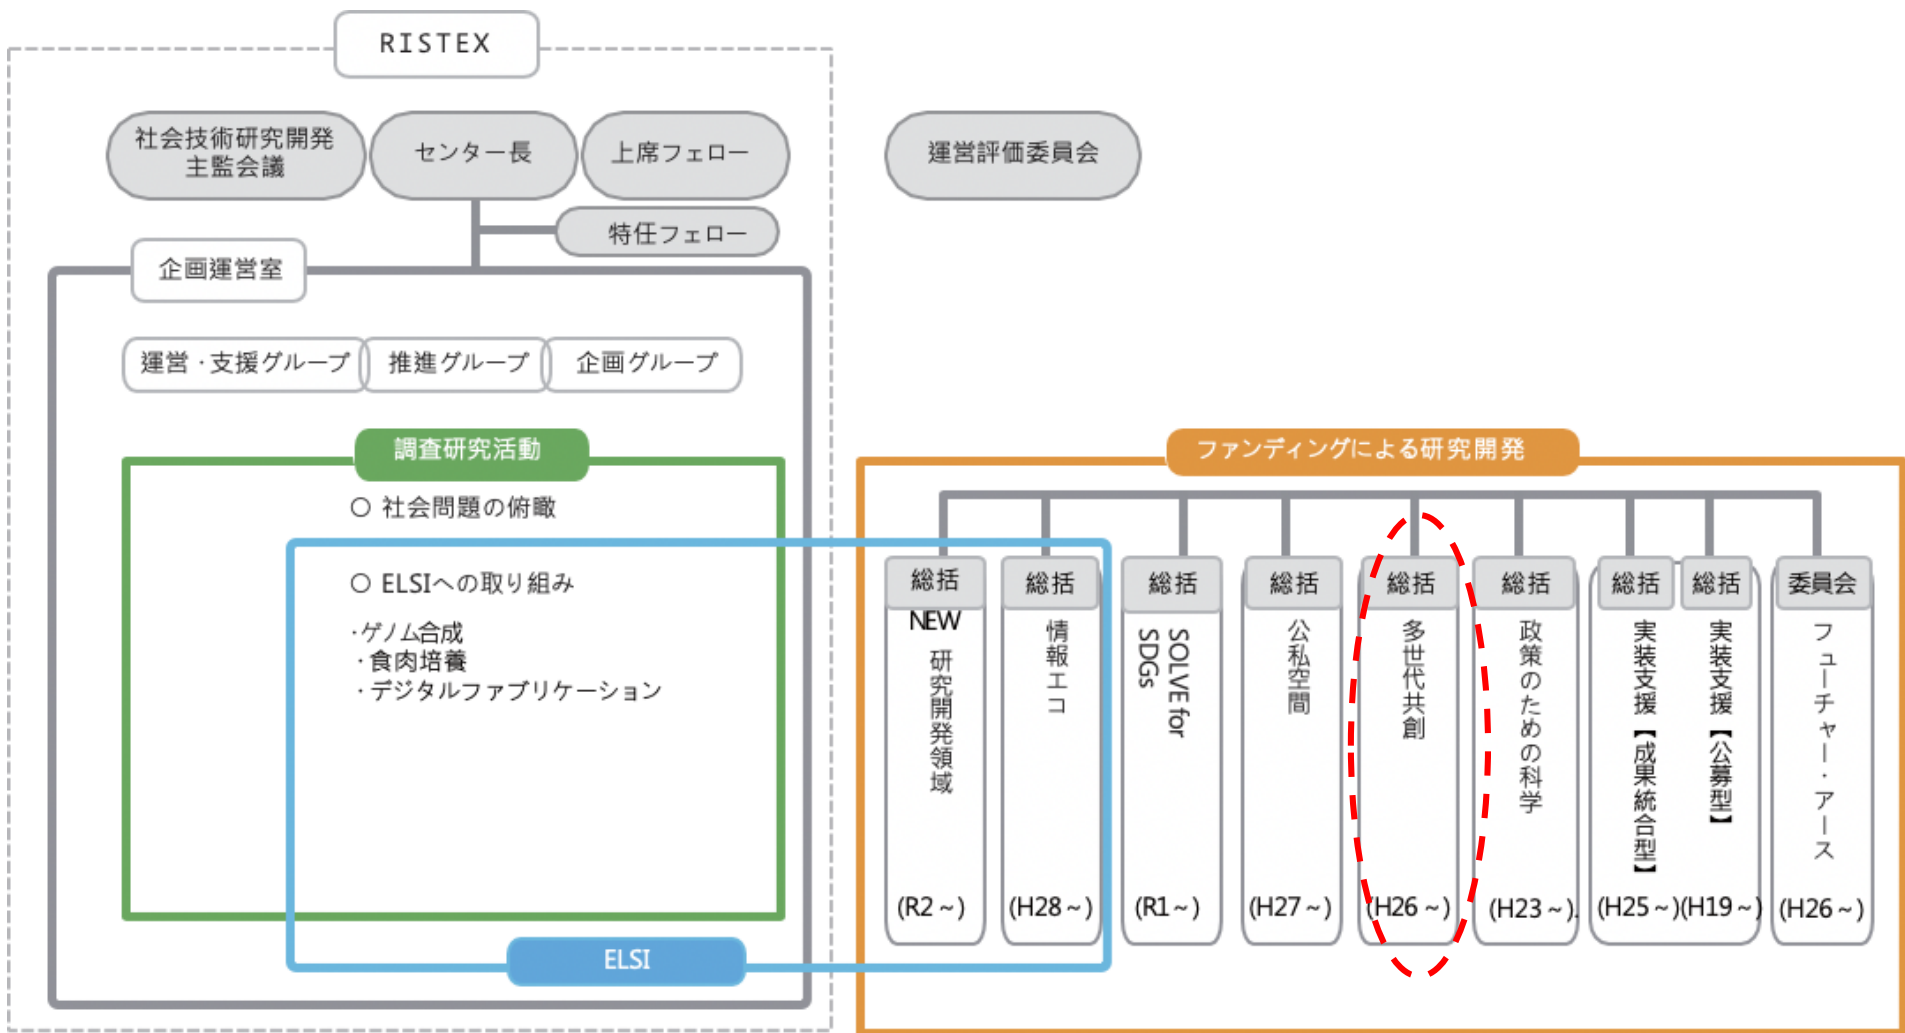 RISTEX
社会技術研究開発
主監会議
センター長
上席フェロー
運営評価委員会
特任フェロー
企画運営室
運営・支援グループ
推進グループ
企画グループ
調査研究活動
○ 社会問題の俯瞰
○ ELSIへの取り組み
・ゲノム合成
・食肉培養
・デジタルファブリケーション
ELSI
ファンディングによる研究開発
総括
NEW
研究開発領域
(R2～)
総括
情報エコ
(H28～)
総括
SOLVE for
SDGs
(R1～)
総括
公私空間
(H27～)
総括
多世代共創
(H26～)
総括
政策のための科学
(H23～).
総括
実装支援【成果統合型】
(H25～)
総括
実装支援【公募型】
(H19～)
委員会
フューチャー・アース
(H26～)